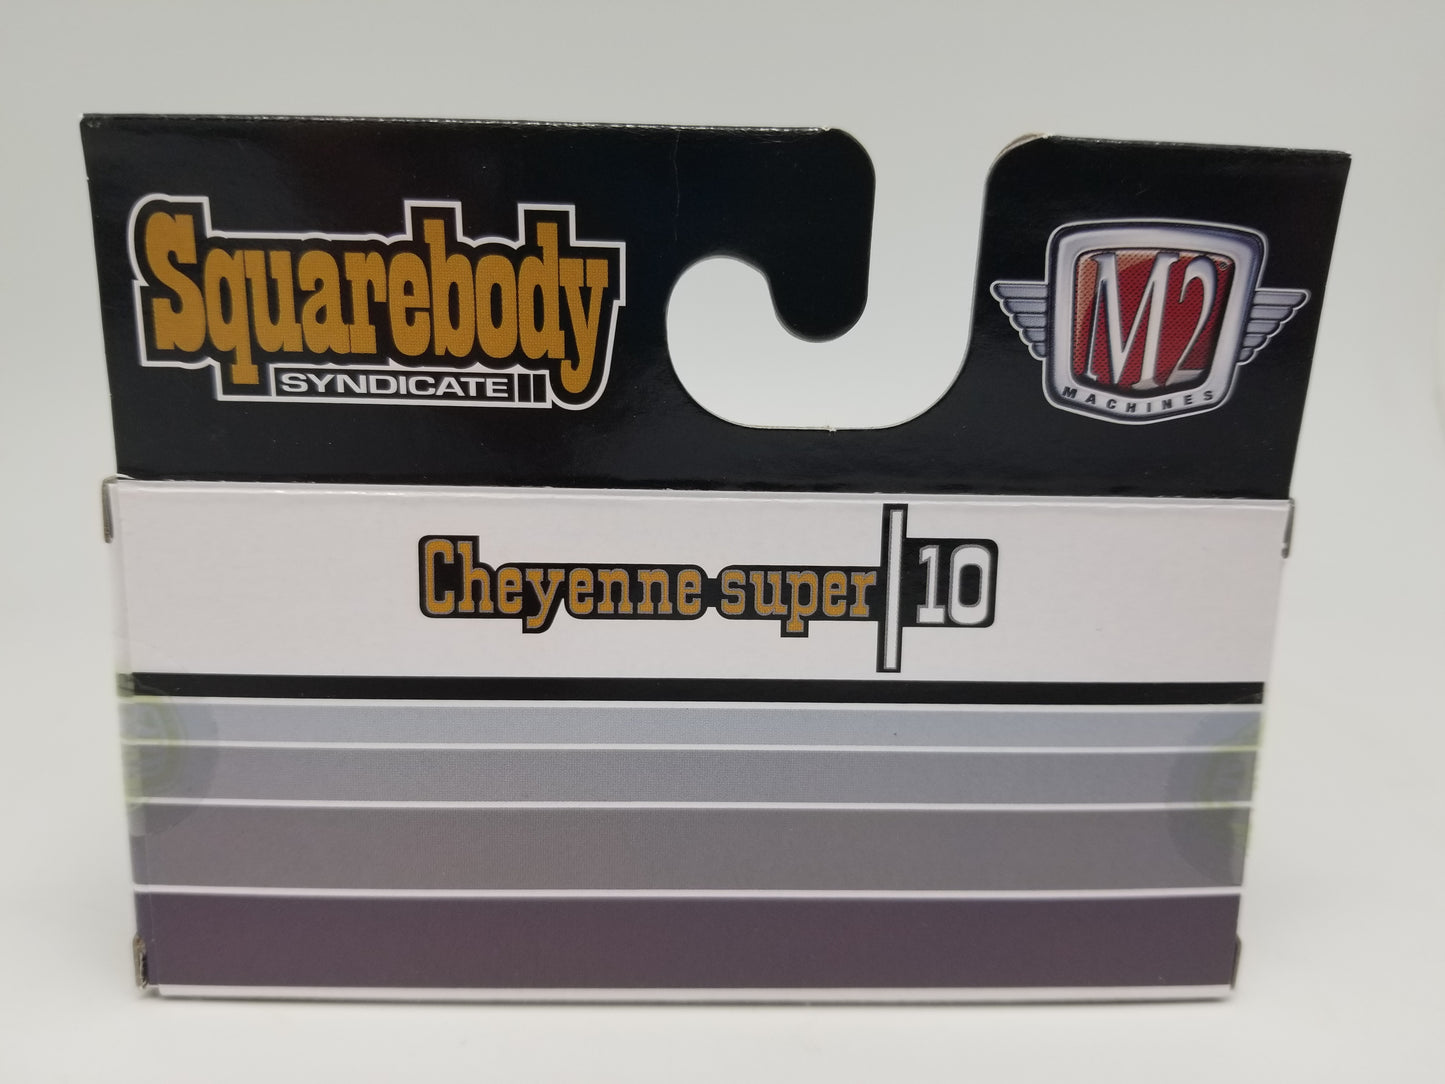 Squarebody
SYNDICATE
M2
MACHINES
Cheyenne super 10